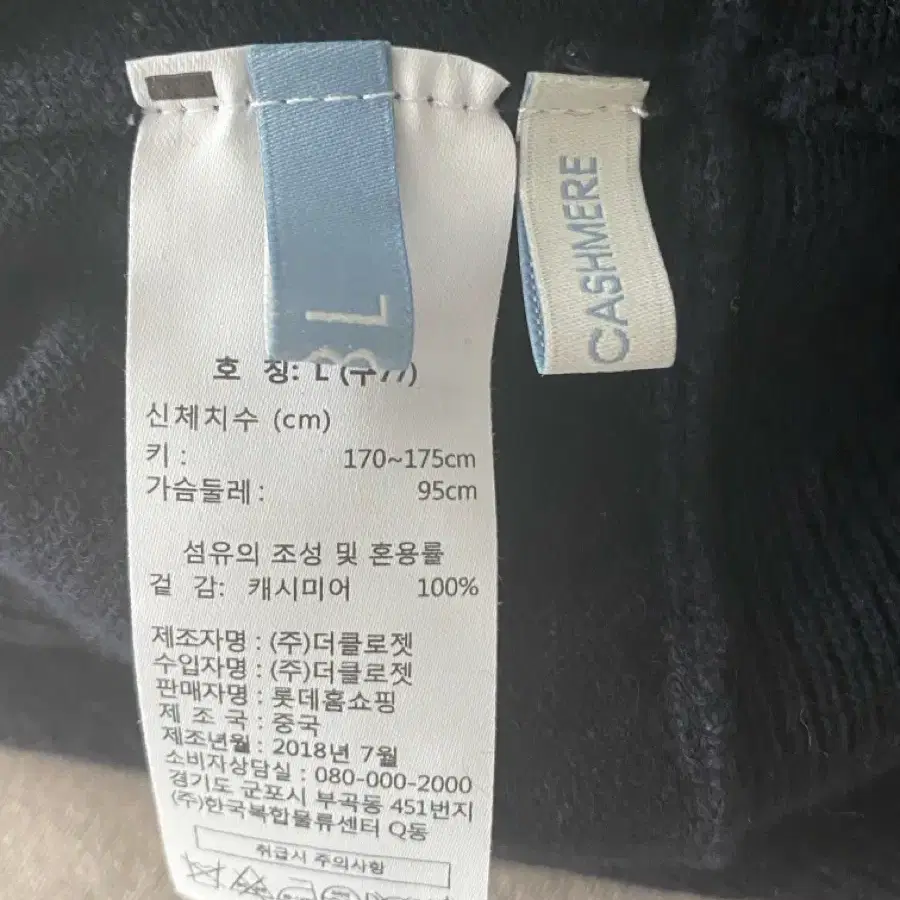 L
CASHMERE
호 칭: L (구77)
신체치수 (cm)
키 : 170~175cm
가슴둘레 : 95cm
섬유의 조성 및 혼용률
겉 감: 캐시미어 100%
제조자명 : (주)더클로젯
수입자명 : (주)더클로젯
판매자명 : 롯데홈쇼핑
제 조 국 : 중국
제조년월 : 2018년 7월
소비자상담실 : 080-000-2000
경기도 군포시 부곡동 451번지
(주)한국복합물류센터 Q동
취급시 주의사항